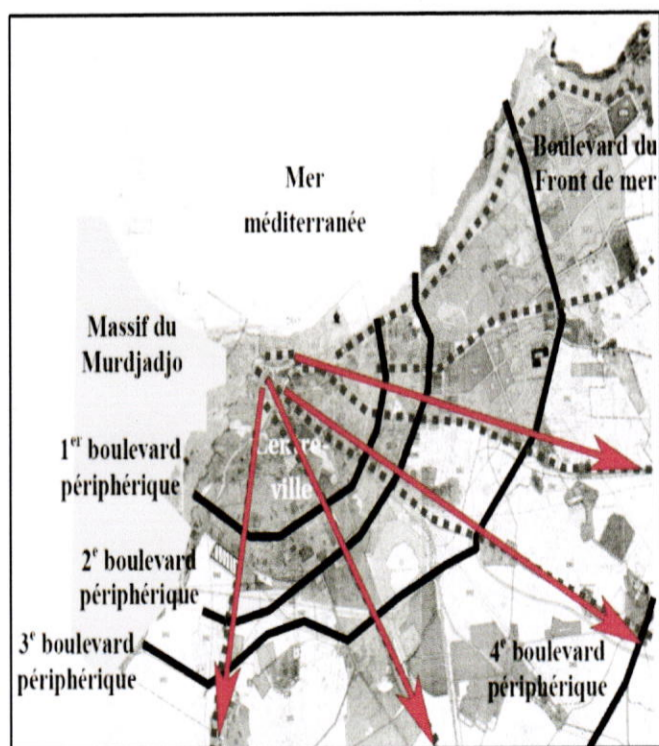 Boulevard du
Front de mer
Mer
méditerranée
Massif du
Murdjadjo
1er boulevard
périphérique
Centre-
ville
2e boulevard
périphérique
3e boulevard
périphérique
4e boulevard
périphérique